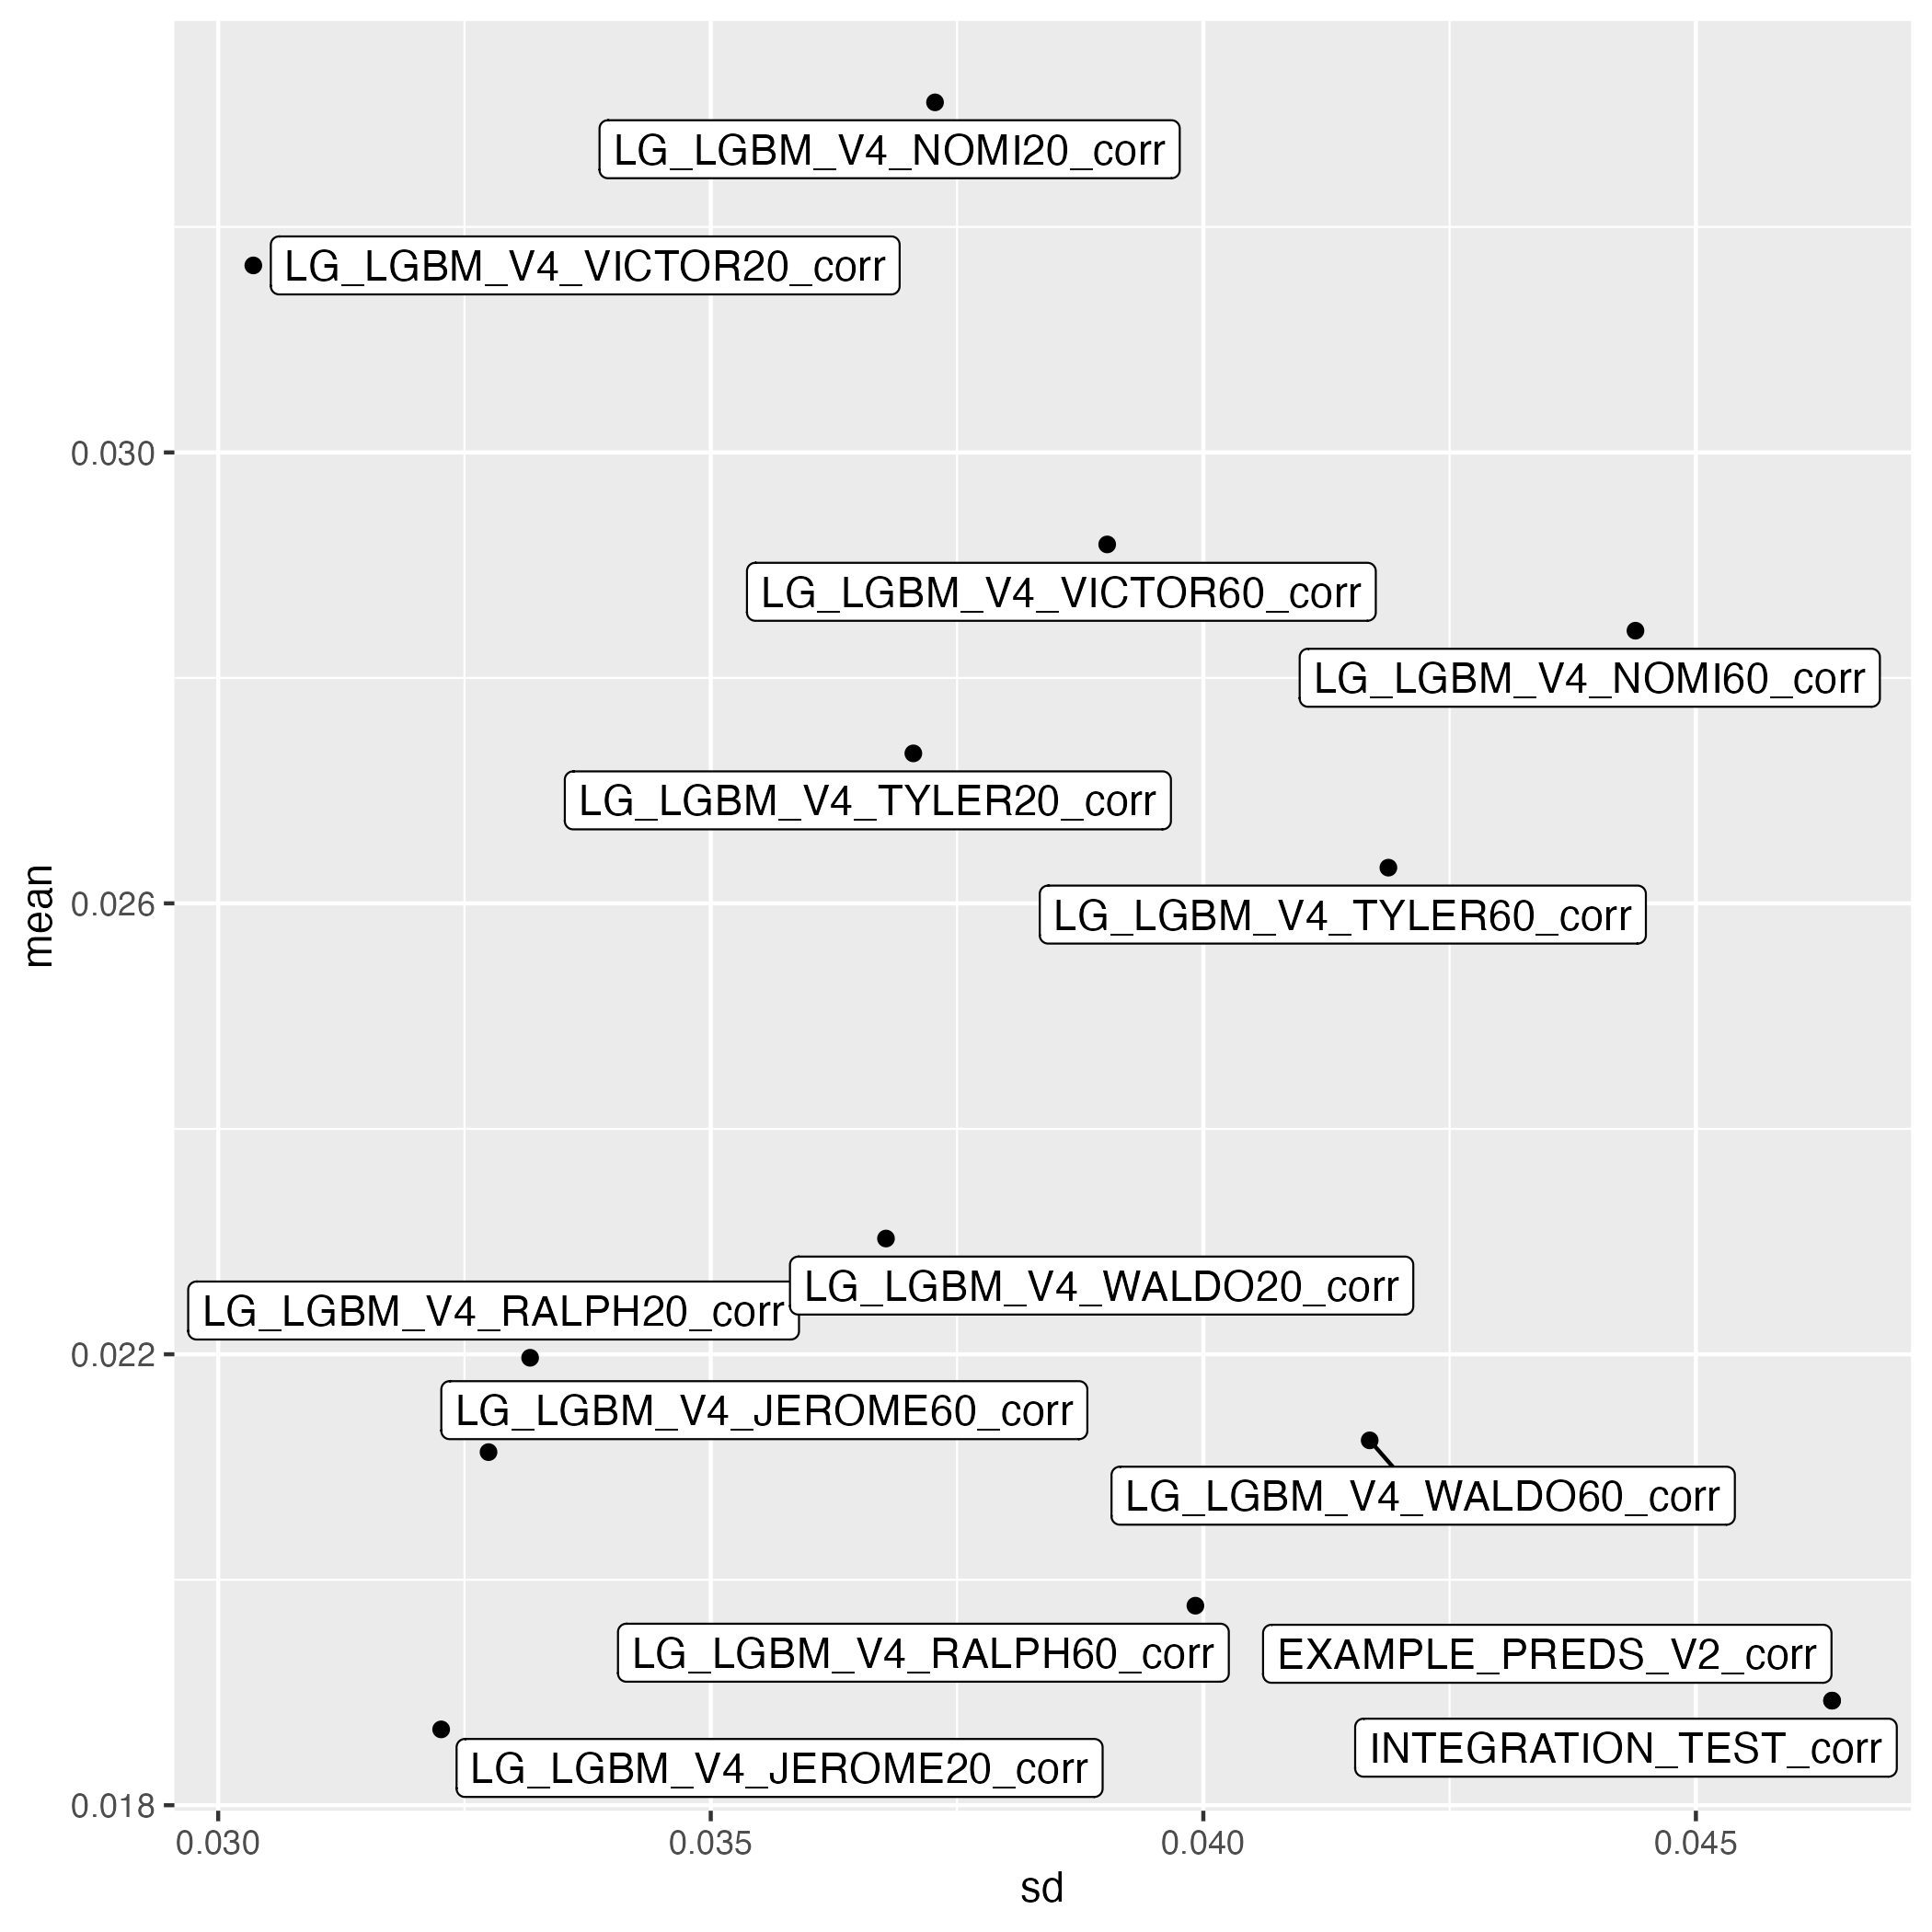 LG_LGBM_V4_NOMI20_corr
LG_LGBM_V4_VICTOR20_corr
0.030
LG_LGBM_V4_VICTOR60_corr
LG_LGBM_V4_NOMI60_corr
LG_LGBM_V4_TYLER20_corr
mean
0.026
LG_LGBM_V4_TYLER60_corr
LG_LGBM_V4_WALDO20_corr
LG_LGBM_V4_RALPH20_corr
0.022
LG_LGBM_V4_JEROME60_corr
LG_LGBM_V4_WALDO60_corr
LG_LGBM_V4_RALPH60_corr
EXAMPLE_PREDS_V2_corr
INTEGRATION_TEST_corr
LG_LGBM_V4_JEROME20_corr
0.018
0.030 0.035 0.040 0.045
sd